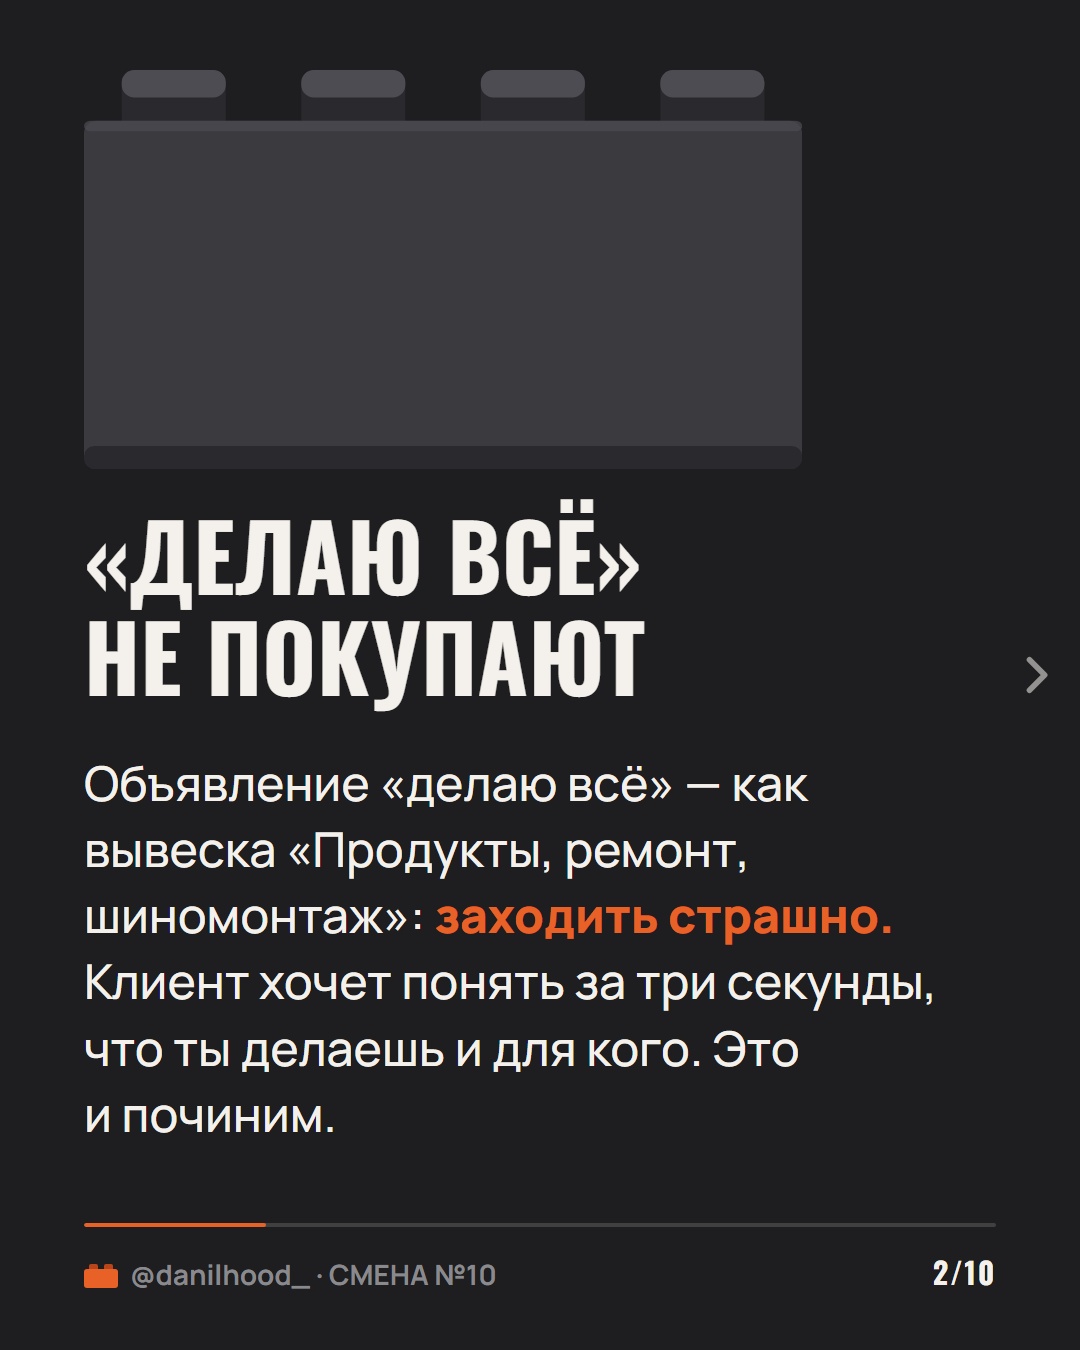 «ДЕЛАЮ ВСЁ»
НЕ ПОКУПАЮТ
Объявление «делаю всё» — как
вывеска «Продукты, ремонт,
шиномонтаж»: заходить страшно.
Клиент хочет понять за три секунды,
что ты делаешь и для кого. Это
и починим.
@danilhood_ · СМЕНА №10
2/10